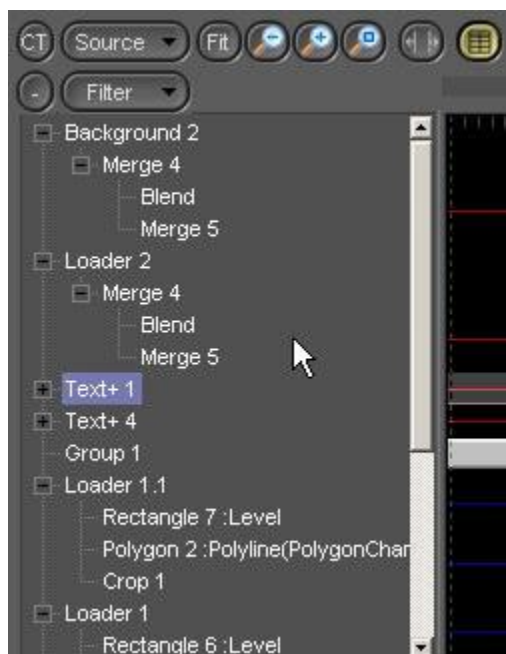 CT Source Fit
- Filter
Background 2
Merge 4
Blend
Merge 5
Loader 2
Merge 4
Blend
Merge 5
Text+ 1
Text+ 4
Group 1
Loader 1.1
Rectangle 7 :Level
Polygon 2 :Polyline(PolygonChar
Crop 1
Loader 1
Rectangle 6 :Level